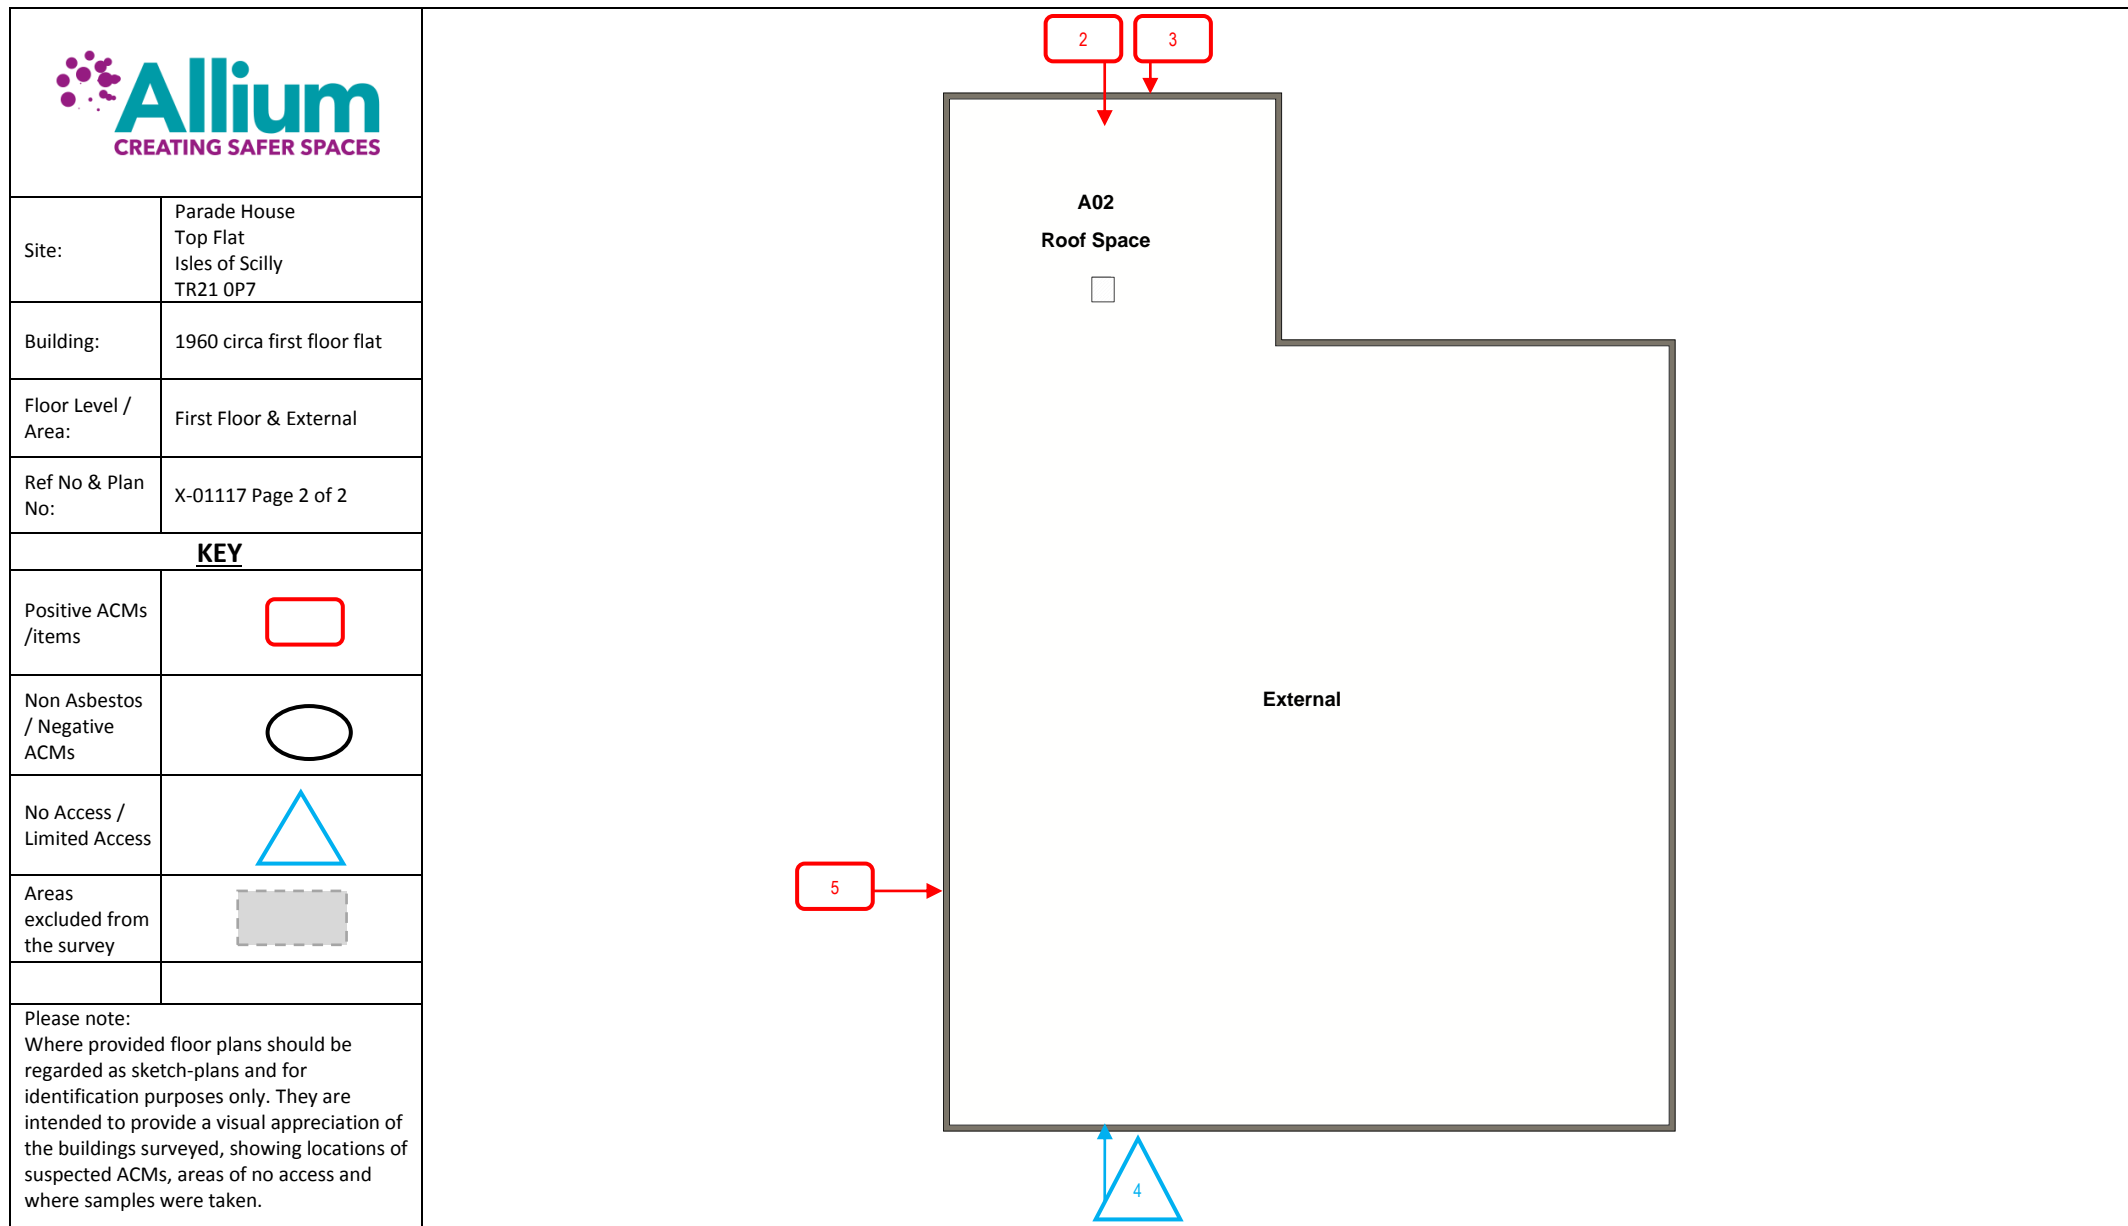 Allium
CREATING SAFER SPACES
Site:
Parade House
Top Flat
Isles of Scilly
TR21 0P7
Building:
1960 circa first floor flat
Floor Level /
Area:
First Floor & External
Ref No & Plan
No:
X-01117 Page 2 of 2
KEY
Positive ACMs
/items
Non Asbestos
/ Negative
ACMs
No Access /
Limited Access
Areas
excluded from
the survey
Please note:
Where provided floor plans should be
regarded as sketch-plans and for
identification purposes only. They are
intended to provide a visual appreciation of
the buildings surveyed, showing locations of
suspected ACMs, areas of no access and
where samples were taken.
2
3
A02
Roof Space
External
5
4